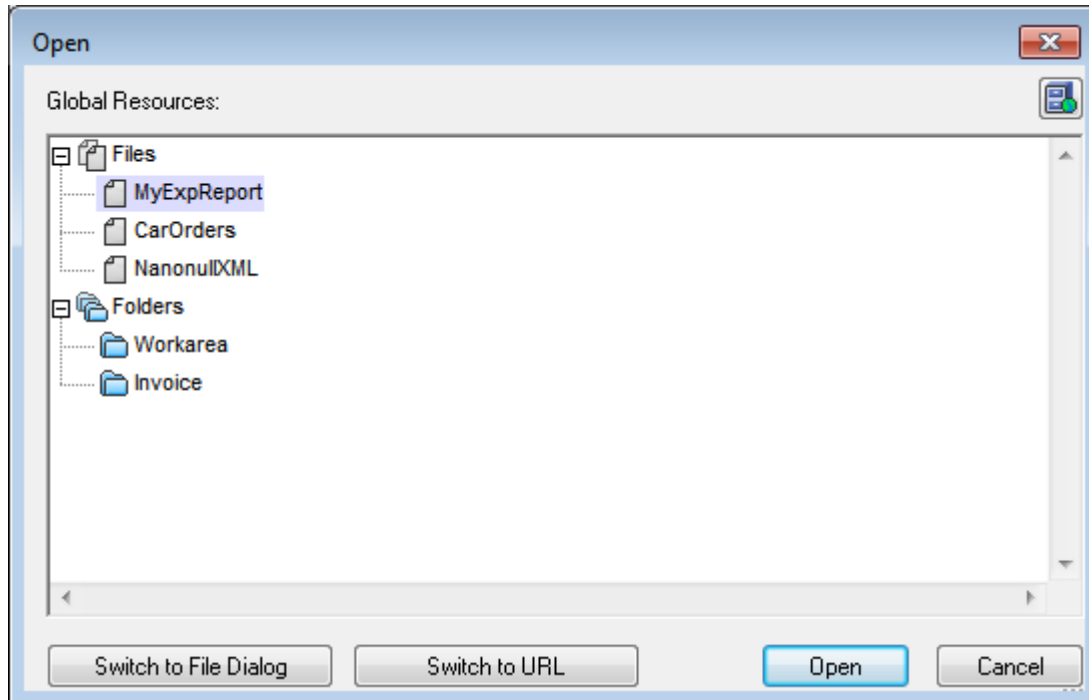 Open
Global Resources:
Files
MyExpReport
CarOrders
NanonullXML
Folders
Workarea
Invoice
Switch to File Dialog Switch to URL Open Cancel